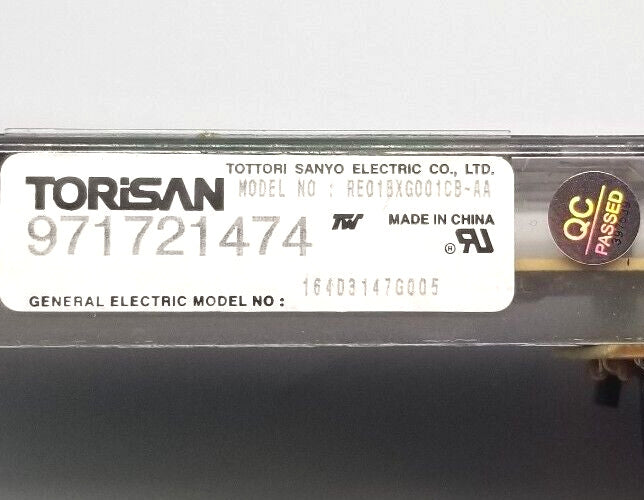 TOTTORI SANYO ELECTRIC CO., LTD.
TORiSAN
MODEL NO : RE01BXG001CB-AA
971721474
MADE IN CHINA
®
GENERAL ELECTRIC MODEL NO :
164D3147G005
QC
PASSED